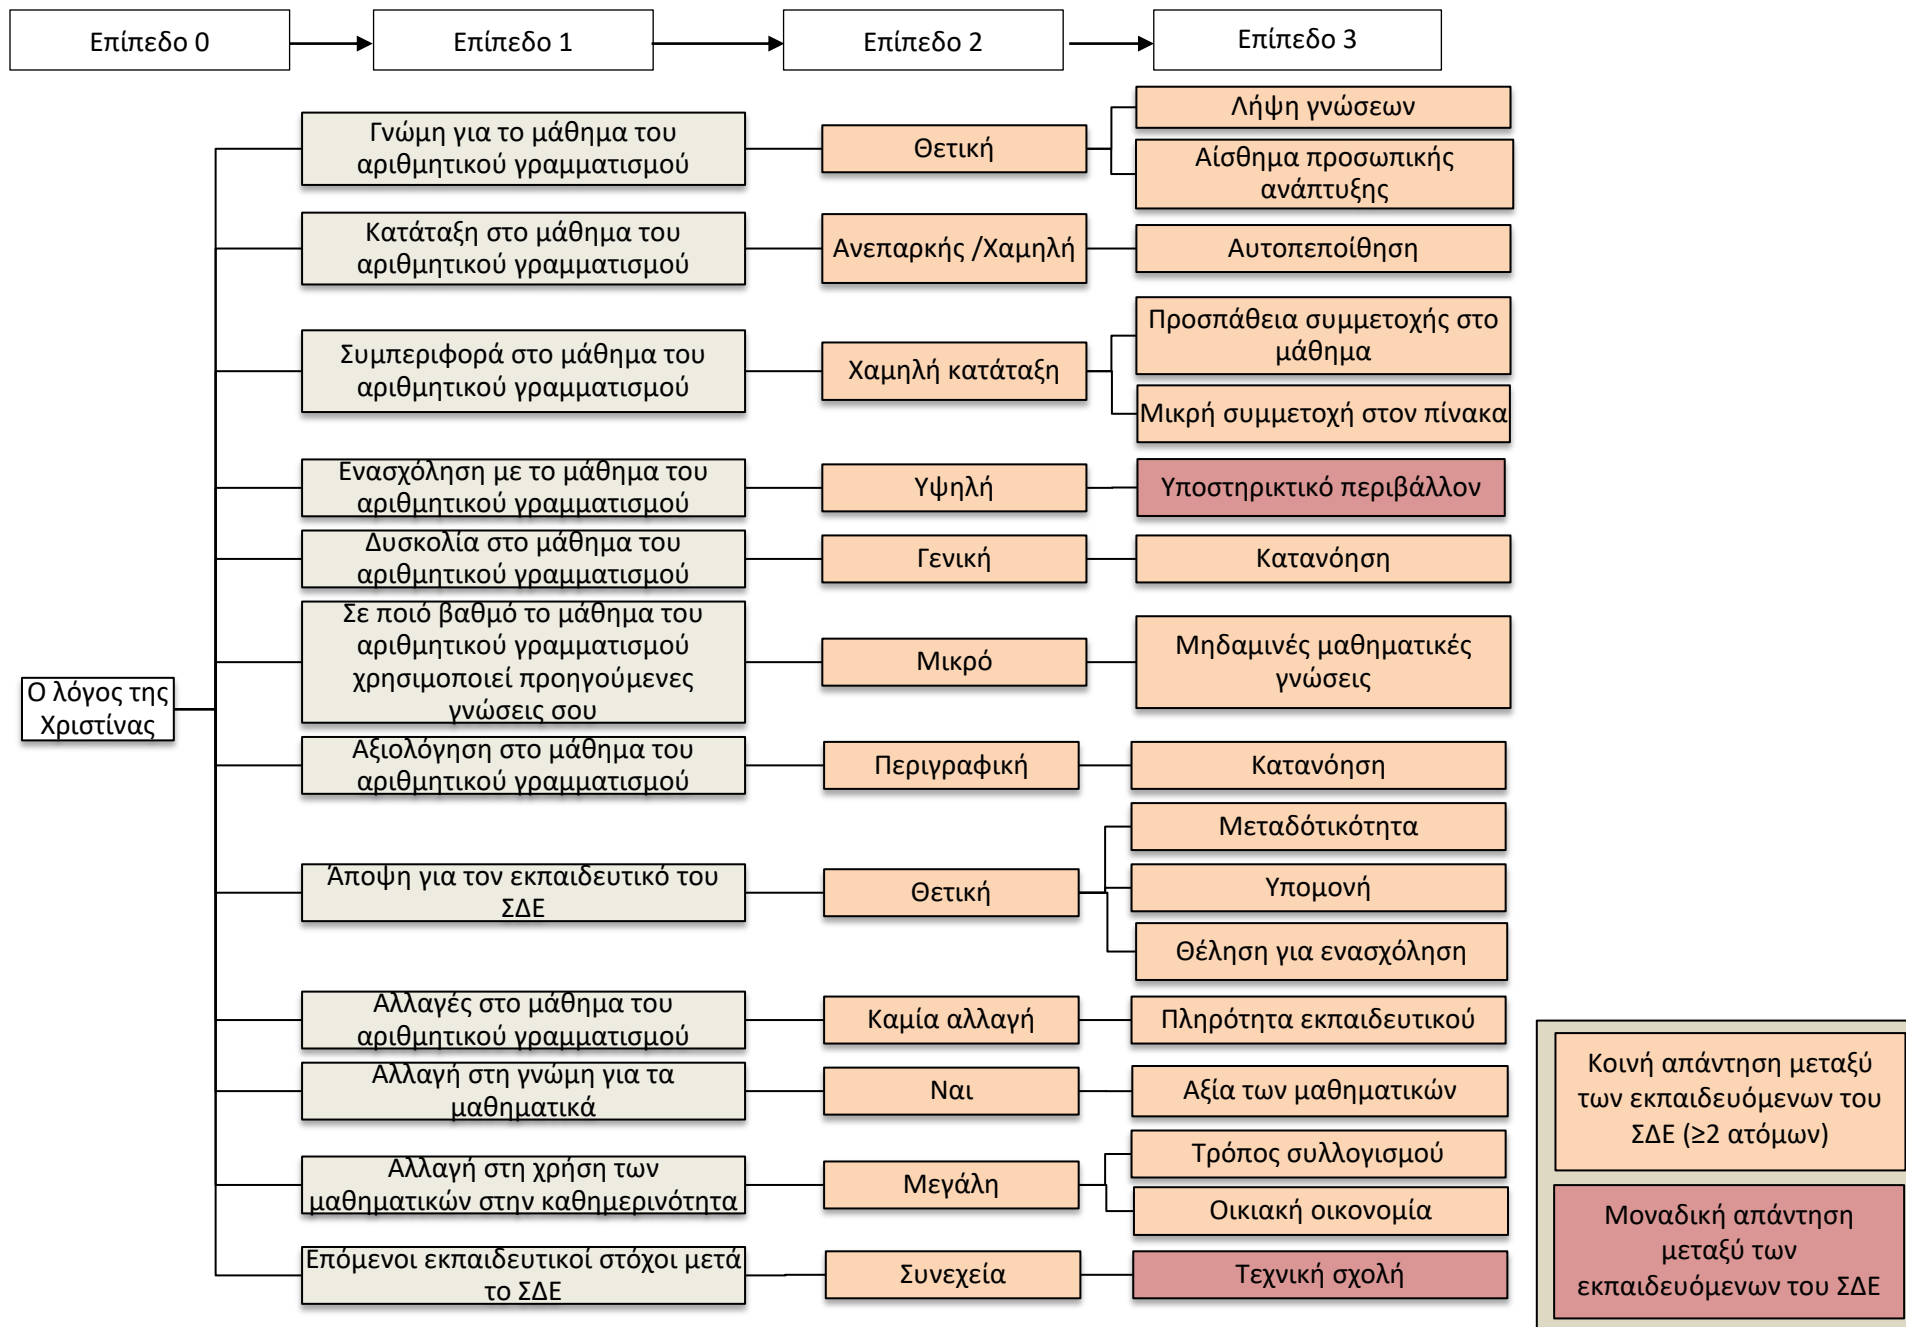 Επίπεδο 0
Επίπεδο 1
Επίπεδο 2
Επίπεδο 3
Γνώμη για το μάθημα του
αριθμητικού γραμματισμού
Θετική
Λήψη γνώσεων
Αίσθημα προσωπικής
ανάπτυξης
Κατάταξη στο μάθημα του
αριθμητικού γραμματισμού
Ανεπαρκής /Χαμηλή
Αυτοπεποίθηση
Συμπεριφορά στο μάθημα του
αριθμητικού γραμματισμού
Χαμηλή κατάταξη
Προσπάθεια συμμετοχής στο
μάθημα
Μικρή συμμετοχή στον πίνακα
Ενασχόληση με το μάθημα του
αριθμητικού γραμματισμού
Υψηλή
Υποστηρικτικό περιβάλλον
Δυσκολία στο μάθημα του
αριθμητικού γραμματισμού
Γενική
Κατανόηση
Ο λόγος της
Χριστίνας
Σε ποιό βαθμό το μάθημα του
αριθμητικού γραμματισμού
χρησιμοποιεί προηγούμενες
γνώσεις σου
Μικρό
Μηδαμινές μαθηματικές
γνώσεις
Αξιολόγηση στο μάθημα του
αριθμητικού γραμματισμού
Περιγραφική
Κατανόηση
Άποψη για τον εκπαιδευτικό του
ΣΔΕ
Θετική
Μεταδότικότητα
Υπομονή
Θέληση για ενασχόληση
Αλλαγές στο μάθημα του
αριθμητικού γραμματισμού
Καμία αλλαγή
Πληρότητα εκπαιδευτικού
Αλλαγή στη γνώμη για τα
μαθηματικά
Ναι
Αξία των μαθηματικών
Αλλαγή στη χρήση των
μαθηματικών στην καθημερινότητα
Μεγάλη
Τρόπος συλλογισμού
Οικιακή οικονομία
Επόμενοι εκπαιδευτικοί στόχοι μετά
το ΣΔΕ
Συνεχεία
Τεχνική σχολή
Κοινή απάντηση μεταξύ
των εκπαιδευόμενων του
ΣΔΕ (≥2 ατόμων)
Μοναδική απάντηση
μεταξύ των
εκπαιδευόμενων του ΣΔΕ